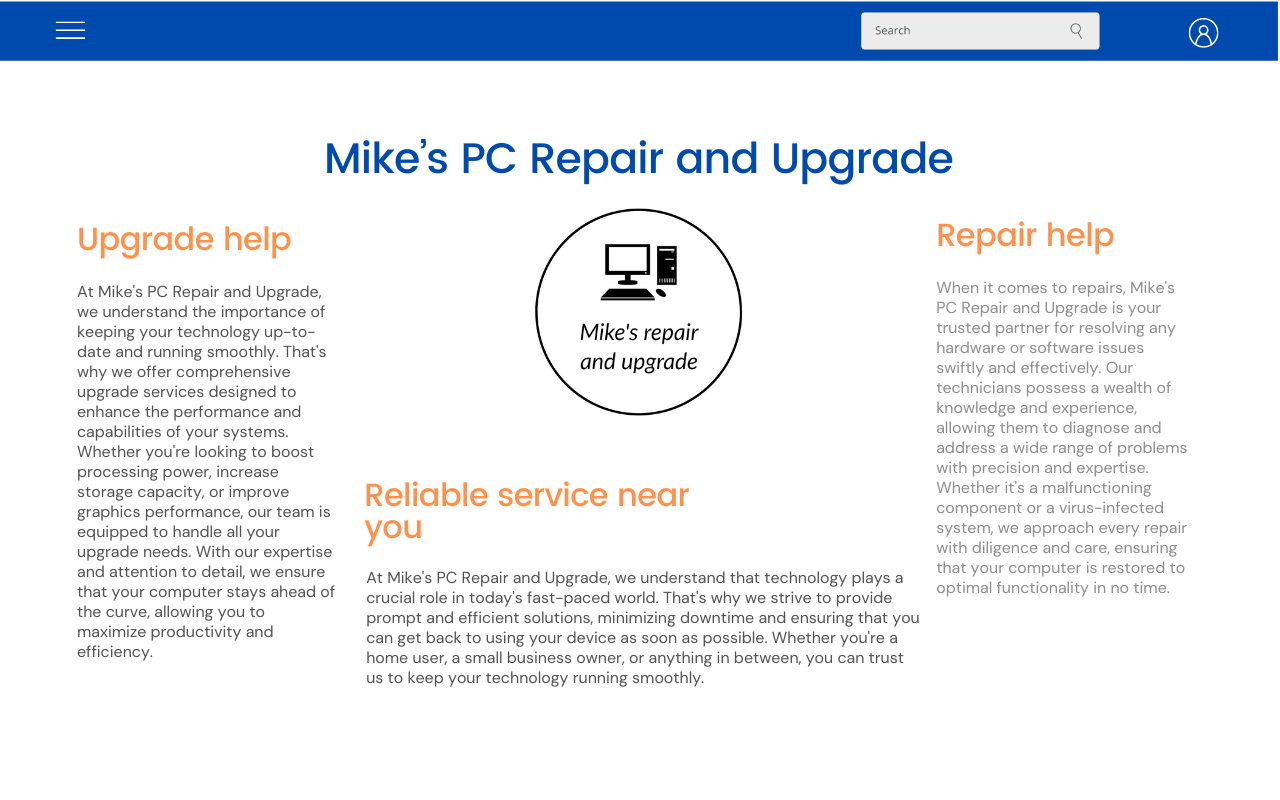 Search
Mike’s PC Repair and Upgrade
Upgrade help
At Mike's PC Repair and Upgrade,
we understand the importance of
keeping your technology up-to-
date and running smoothly. That's
why we offer comprehensive
upgrade services designed to
enhance the performance and
capabilities of your systems.
Whether you're looking to boost
processing power, increase
storage capacity, or improve
graphics performance, our team is
equipped to handle all your
upgrade needs. With our expertise
and attention to detail, we ensure
that your computer stays ahead of
the curve, allowing you to
maximize productivity and
efficiency.
Mike's repair
and upgrade
Reliable service near
you
At Mike's PC Repair and Upgrade, we understand that technology plays a
crucial role in today's fast-paced world. That's why we strive to provide
prompt and efficient solutions, minimizing downtime and ensuring that you
can get back to using your device as soon as possible. Whether you're a
home user, a small business owner, or anything in between, you can trust
us to keep your technology running smoothly.
Repair help
When it comes to repairs, Mike's
PC Repair and Upgrade is your
trusted partner for resolving any
hardware or software issues
swiftly and effectively. Our
technicians possess a wealth of
knowledge and experience,
allowing them to diagnose and
address a wide range of problems
with precision and expertise.
Whether it's a malfunctioning
component or a virus-infected
system, we approach every repair
with diligence and care, ensuring
that your computer is restored to
optimal functionality in no time.